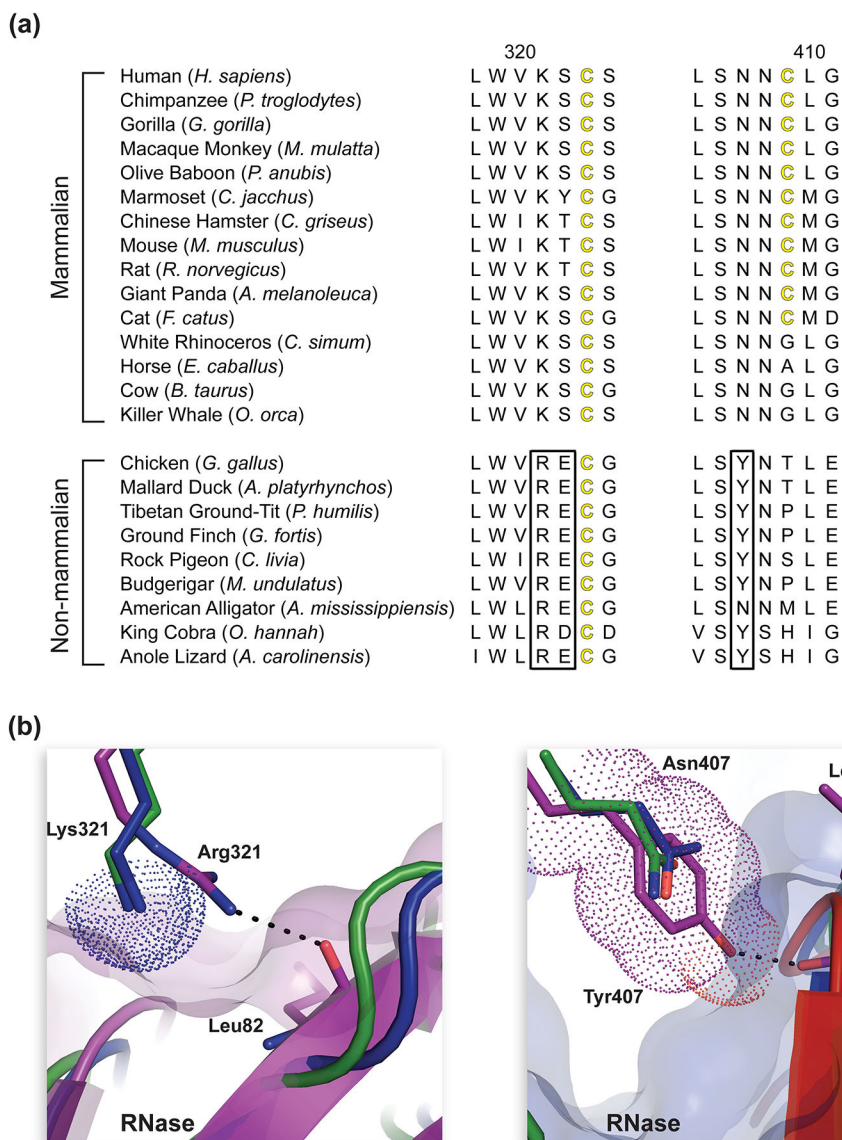 (a)
320 410
Human (H. sapiens) L W V K S C S L S N N C L G
Chimpanzee (P. troglodytes) L W V K S C S L S N N C L G
Gorilla (G. gorilla) L W V K S C S L S N N C L G
Macaque Monkey (M. mulatta) L W V K S C S L S N N C L G
Olive Baboon (P. anubis) L W V K S C S L S N N C L G
Marmoset (C. jacchus) L W V K Y C G L S N N C M G
Chinese Hamster (C. griseus) L W I K T C S L S N N C M G
Mouse (M. musculus) L W I K T C S L S N N C M G
Rat (R. norvegicus) L W V K T C S L S N N C M G
Giant Panda (A. melanoleuca) L W V K S C S L S N N C M G
Cat (F. catus) L W V K S C G L S N N C M D
White Rhinoceros (C. simum) L W V K S C S L S N N G L G
Horse (E. caballus) L W V K S C S L S N N A L G
Cow (B. taurus) L W V K S C G L S N N G L G
Killer Whale (O. orca) L W V K S C S L S N N G L G
Mammalian
Chicken (G. gallus) L W V R E C G L S Y N T L E
Mallard Duck (A. platyrhynchos) L W V R E C G L S Y N T L E
Tibetan Ground-Tit (P. humilis) L W V R E C G L S Y N P L E
Ground Finch (G. fortis) L W V R E C G L S Y N P L E
Rock Pigeon (C. livia) L W I R E C G L S Y N S L E
Budgerigar (M. undulatus) L W V R E C G L S Y N P L E
American Alligator (A. mississippiensis) L W L R E C G L S N N M L E
King Cobra (O. hannah) L W L R D C D V S Y S H I G
Anole Lizard (A. carolinensis) I W L R E C G V S Y S H I G
Non-mammalian
(b)
Lys321
Arg321
Leu82
RNase
Asn407
Tyr407
RNase